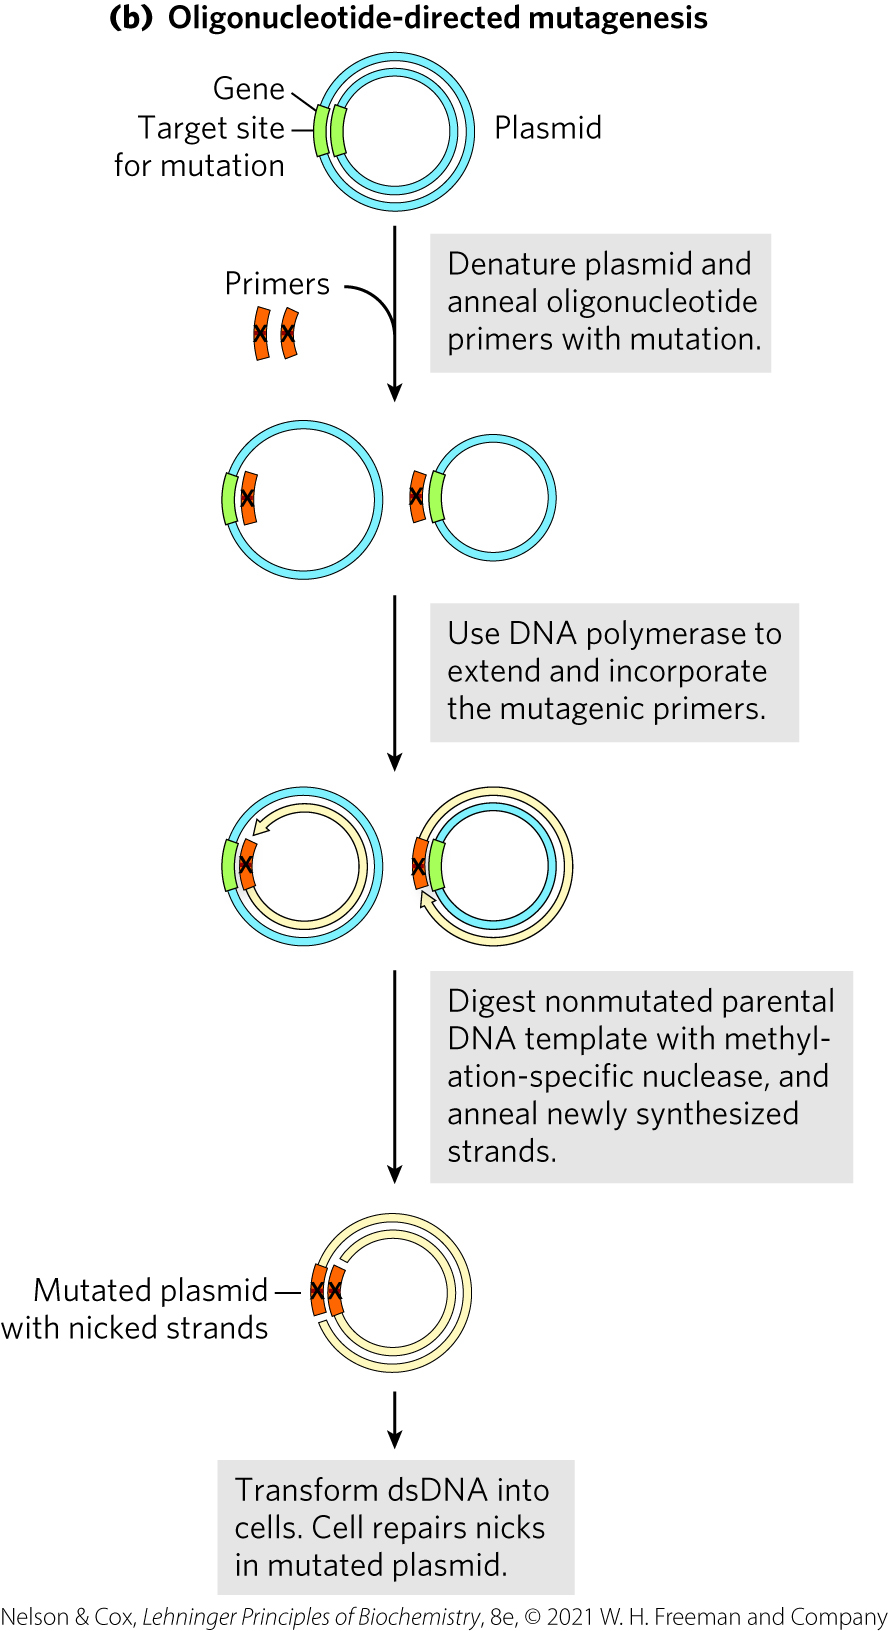 (b) Oligonucleotide-directed mutagenesis
Gene
Target site
for mutation
Plasmid
Primers
Denature plasmid and
anneal oligonucleotide
primers with mutation.
X X
X X
Use DNA polymerase to
extend and incorporate
the mutagenic primers.
X X
Digest nonmutated parental
DNA template with methyl-
ation-specific nuclease, and
anneal newly synthesized
strands.
Mutated plasmid
with nicked strands
X X
Transform dsDNA into
cells. Cell repairs nicks
in mutated plasmid.
Nelson & Cox, Lehninger Principles of Biochemistry, 8e, © 2021 W. H. Freeman and Company